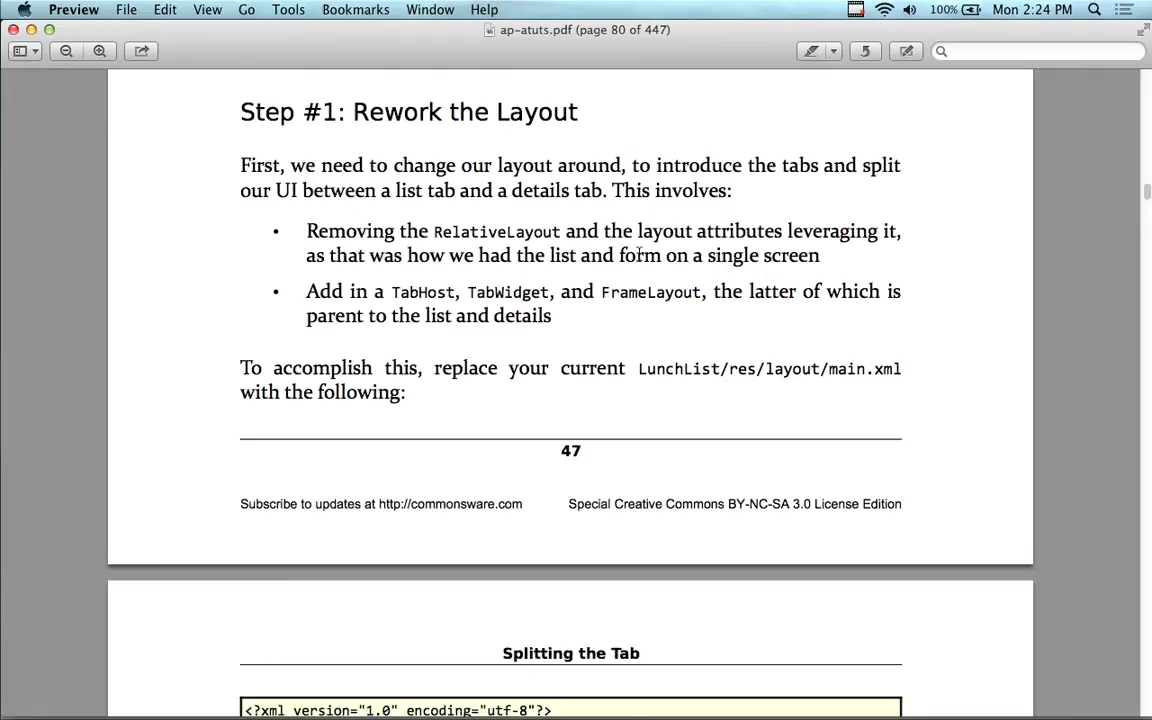 Preview File Edit View Go Tools Bookmarks Window Help 100% Mon 2:24 PM
ap-atuts.pdf (page 80 of 447)
Step #1: Rework the Layout
First, we need to change our layout around, to introduce the tabs and split
our UI between a list tab and a details tab. This involves:
• Removing the RelativeLayout and the layout attributes leveraging it,
as that was how we had the list and form on a single screen
• Add in a TabHost, TabWidget, and FrameLayout, the latter of which is
parent to the list and details
To accomplish this, replace your current LunchList/res/layout/main.xml
with the following:
47
Subscribe to updates at http://commonsware.com Special Creative Commons BY-NC-SA 3.0 License Edition
Splitting the Tab
<?xml version="1.0" encoding="utf-8"?>